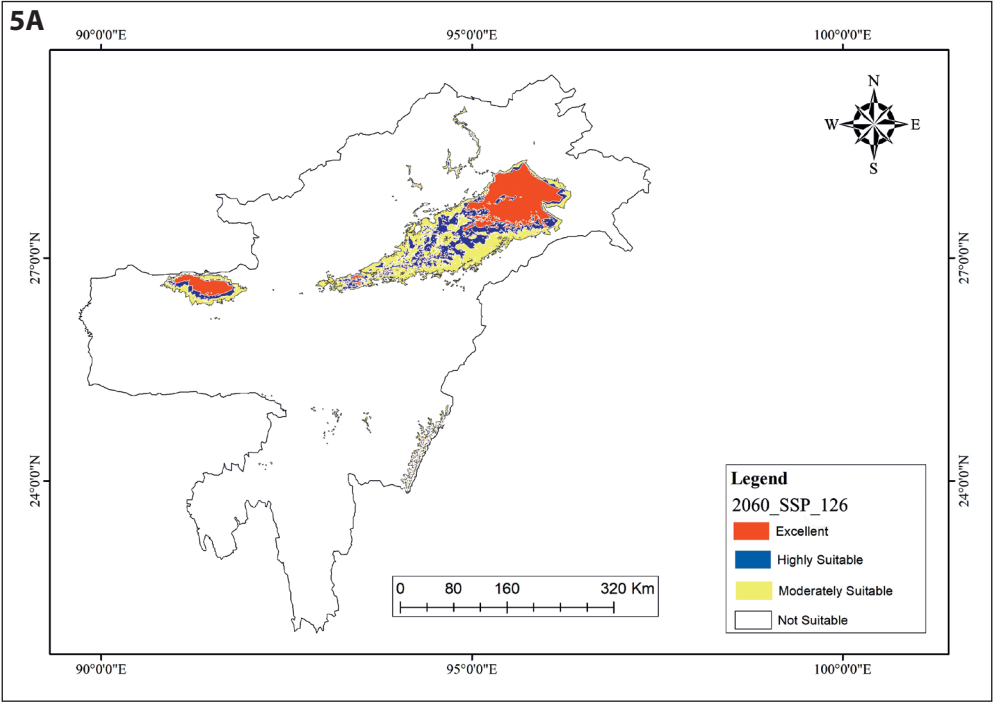 5A
90°0'0"E 95°0'0"E 100°0'0"E
N
W E
S
27°0'0"N 27°0'0"N
24°0'0"N 24°0'0"N
Legend
2060_SSP_126
Excellent
Highly Suitable
Moderately Suitable
Not Suitable
0 80 160 320 Km
90°0'0"E 95°0'0"E 100°0'0"E